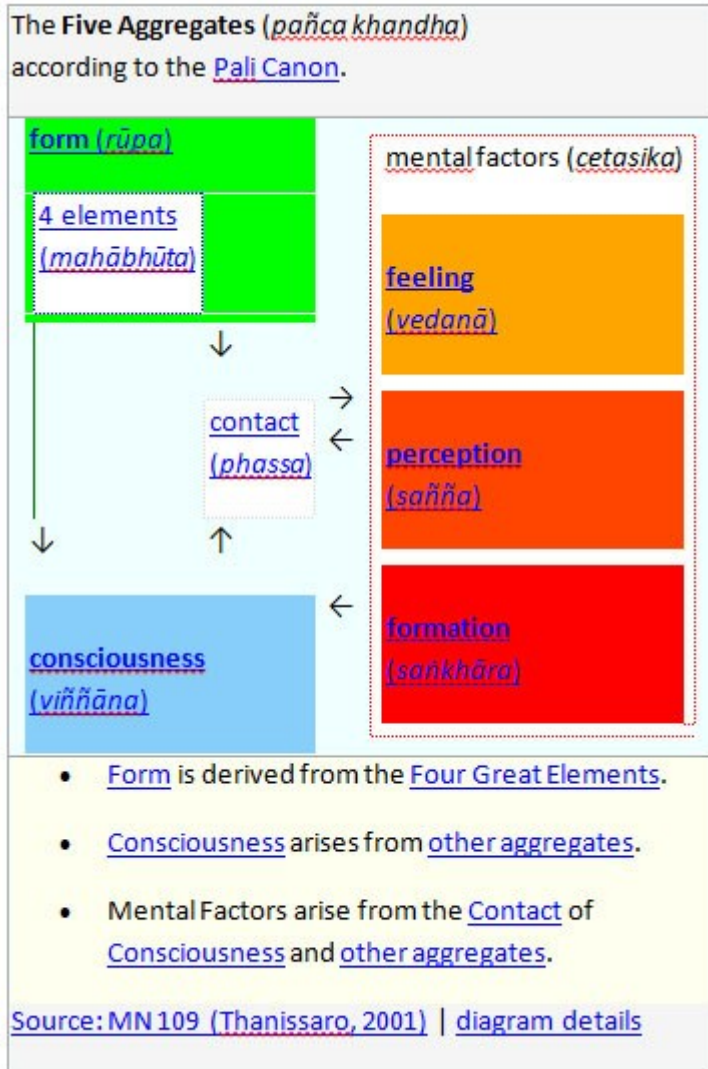 The Five Aggregates (pañca khandha)
according to the Pali Canon.
form (rūpa)
4 elements
(mahābhūta)
↓
contact
(phassa)
↓
↑
consciousness
(viññāna)
mental factors (cetasika)
feeling
(vedanā)
→
←
perception
(sañña)
←
formation
(saṅkhāra)
• Form is derived from the Four Great Elements.
• Consciousness arises from other aggregates.
• Mental Factors arise from the Contact of
Consciousness and other aggregates.
Source: MN 109 (Thanissaro, 2001) | diagram details